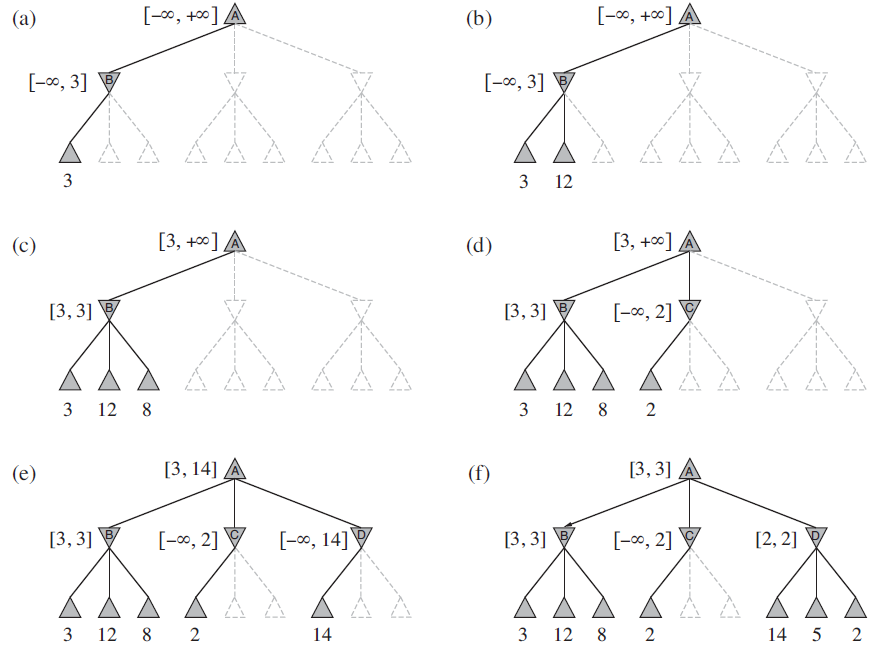 (a) [−∞, +∞] A
[−∞, 3] B
3
(b) [−∞, +∞] A
[−∞, 3] B
3 12
(c) [3, +∞] A
[3, 3] B
3 12 8
(d) [3, +∞] A
[3, 3] B [−∞, 2] C
3 12 8 2
(e) [3, 14] A
[3, 3] B [−∞, 2] C [−∞, 14] D
3 12 8 2 14
(f) [3, 3] A
[3, 3] B [−∞, 2] C [2, 2] D
3 12 8 2 14 5 2